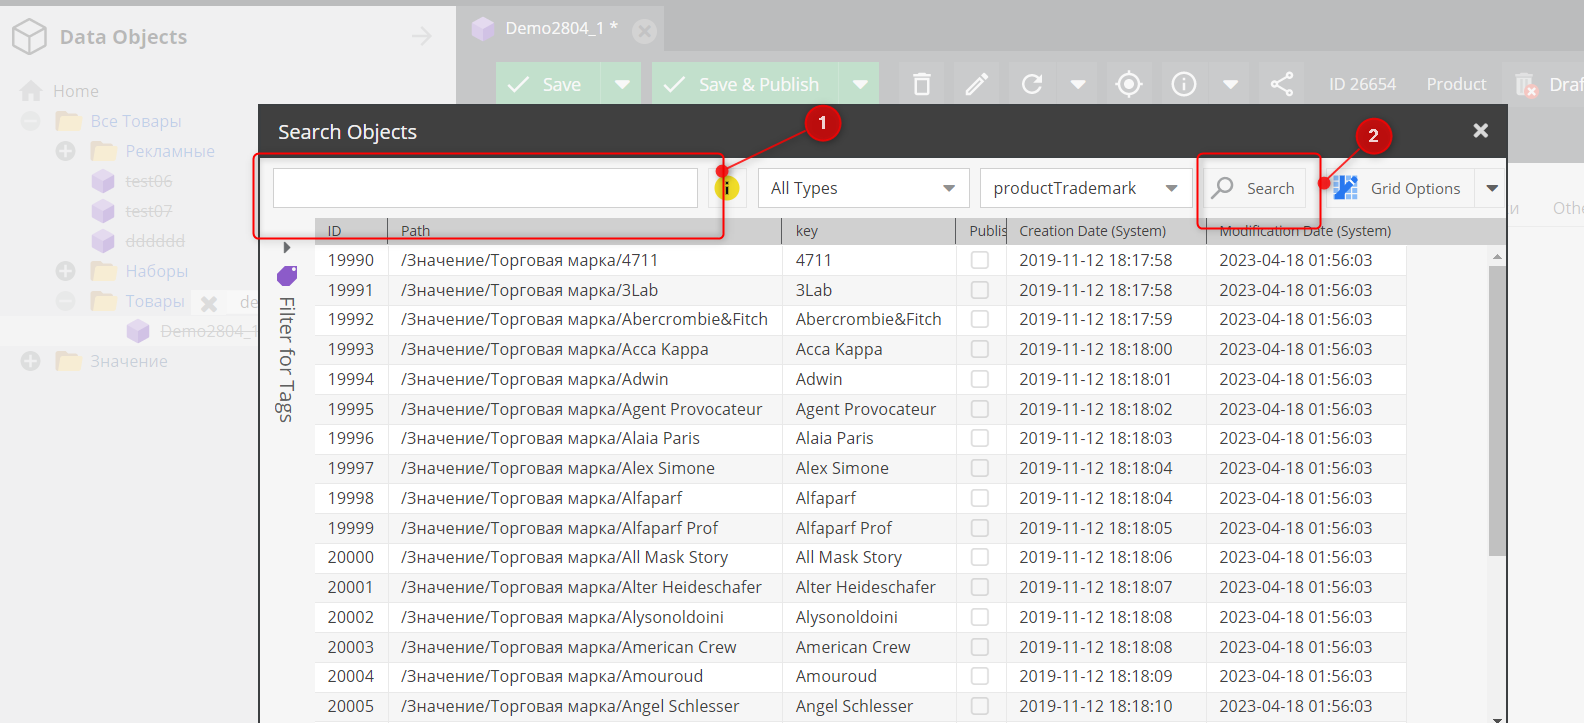 Data Objects
Demo2804_1 *
Home
Все Товары
Рекламные
test06
test07
dddddd
Наборы
Товары
de
Demo2804_1
Значение
Save
Save & Publish
ID 26654
Product
Draf
Search Objects
1
2
i
All Types
productTrademark
Search
Grid Options
и
Othe
Filter for Tags
ID Path key Publis Creation Date (System) Modification Date (System)
19990 /Значение/Торговая марка/4711 4711 2019-11-12 18:17:58 2023-04-18 01:56:03
19991 /Значение/Торговая марка/3Lab 3Lab 2019-11-12 18:17:58 2023-04-18 01:56:03
19992 /Значение/Торговая марка/Abercrombie&Fitch Abercrombie&Fitch 2019-11-12 18:17:59 2023-04-18 01:56:03
19993 /Значение/Торговая марка/Acca Kappa Acca Kappa 2019-11-12 18:18:00 2023-04-18 01:56:03
19994 /Значение/Торговая марка/Adwin Adwin 2019-11-12 18:18:01 2023-04-18 01:56:03
19995 /Значение/Торговая марка/Agent Provocateur Agent Provocateur 2019-11-12 18:18:02 2023-04-18 01:56:03
19996 /Значение/Торговая марка/Alaia Paris Alaia Paris 2019-11-12 18:18:03 2023-04-18 01:56:03
19997 /Значение/Торговая марка/Alex Simone Alex Simone 2019-11-12 18:18:04 2023-04-18 01:56:03
19998 /Значение/Торговая марка/Alfaparf Alfaparf 2019-11-12 18:18:04 2023-04-18 01:56:03
19999 /Значение/Торговая марка/Alfaparf Prof Alfaparf Prof 2019-11-12 18:18:05 2023-04-18 01:56:03
20000 /Значение/Торговая марка/All Mask Story All Mask Story 2019-11-12 18:18:06 2023-04-18 01:56:03
20001 /Значение/Торговая марка/Alter Heideschafer Alter Heideschafer 2019-11-12 18:18:07 2023-04-18 01:56:03
20002 /Значение/Торговая марка/Alysonoldoini Alysonoldoini 2019-11-12 18:18:08 2023-04-18 01:56:03
20003 /Значение/Торговая марка/American Crew American Crew 2019-11-12 18:18:08 2023-04-18 01:56:03
20004 /Значение/Торговая марка/Amouroud Amouroud 2019-11-12 18:18:09 2023-04-18 01:56:03
20005 /Значение/Торговая марка/Angel Schlesser Angel Schlesser 2019-11-12 18:18:10 2023-04-18 01:56:03